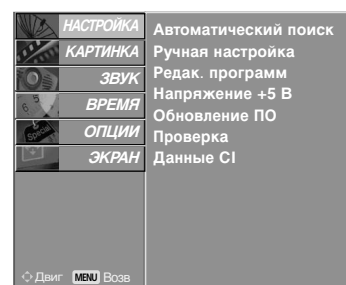 НАСТРОЙКА
КАРТИНКА
ЗВУК
ВРЕМЯ
ОПЦИИ
ЭКРАН
Автоматический поиск
Ручная настройка
Редак. программ
Напряжение +5 В
Обновление ПО
Проверка
Данные CI
Special
Двиг MENU Возв